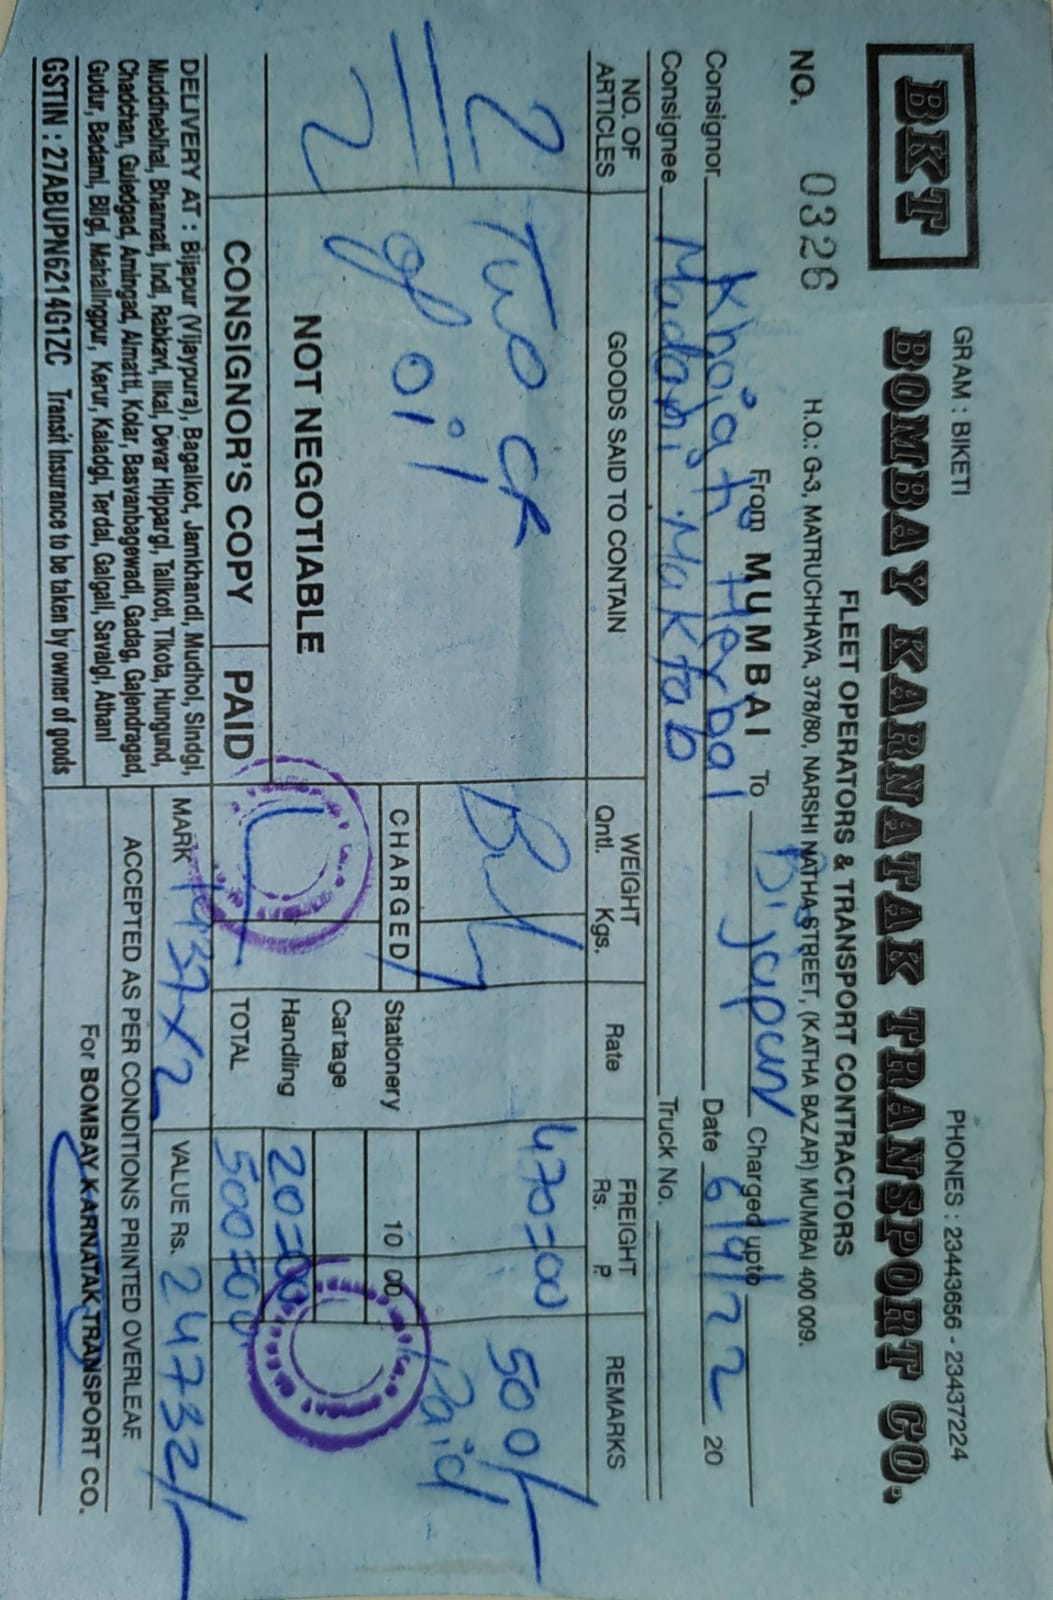 GRAM : BIKETI
PHONES : 23443656 - 23437224
BKT
BOMBAY KARNATAK TRANSPORT CO.
FLEET OPERATORS & TRANSPORT CONTRACTORS
H.O.: G-3, MATRUCHHAYA, 378/80, NARSHI NATHA STREET, (KATHA BAZAR) MUMBAI 400 009.
NO. 0326
From MUMBAI To Bijapur Charged upto
Consignor Khojati Herbal Date 6/9/22 20
Consignee Madani Maktab Truck No.
NO. OF ARTICLES GOODS SAID TO CONTAIN WEIGHT Qntl. Kgs. Rate FREIGHT Rs. P. REMARKS
2 Two 470=00 500/-
oil Paid
2
CHARGED Stationery 10 00
Cartage
NOT NEGOTIABLE Handling 20=00
CONSIGNOR'S COPY PAID TOTAL 500=00
DELIVERY AT : Bijapur (Vijaypura), Bagalkot, Jamkhandi, Mudhol, Sindgi,
Muddhebihal, Bhannati, Indi, Rabkavi, Ilkal, Devar Hippargi, Talikoti, Tikota, Hungund,
Chadchan, Guledgad, Amingad, Almatti, Kolar, Basvanbagewadi, Gadag, Gajendragad,
Gudur, Badami, Bilgi, Mahalingpur, Kerur, Kaladgi, Terdal, Galgali, Savalgi, Athani
GSTIN : 27ABUPN6214G1ZC Transit Insurance to be taken by owner of goods
MARK 1437x2 VALUE Rs. 24732/-
ACCEPTED AS PER CONDITIONS PRINTED OVERLEAF
For BOMBAY KARNATAK TRANSPORT CO.